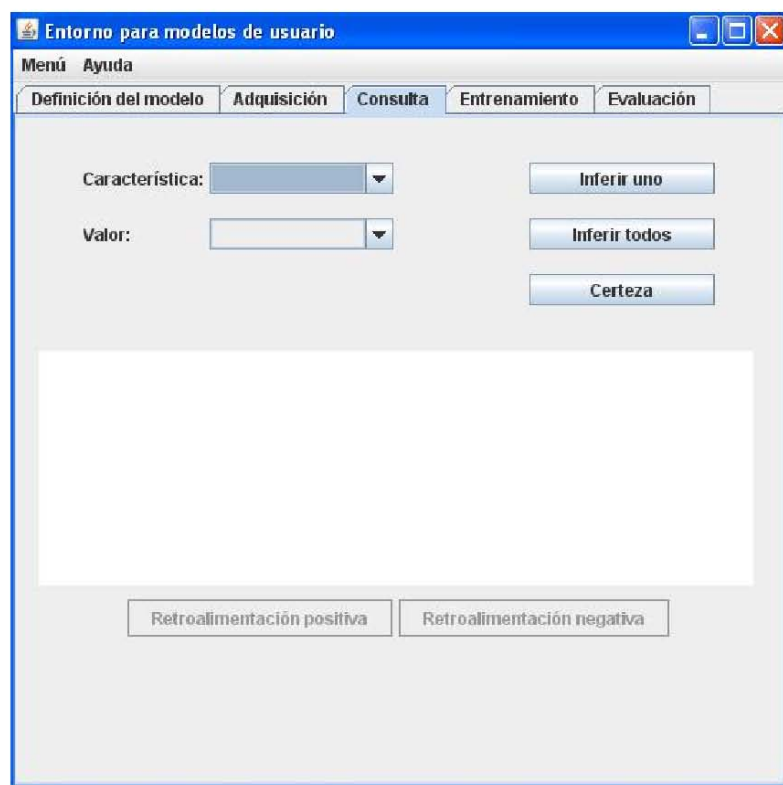 Entorno para modelos de usuario
Menú Ayuda
Definición del modelo Adquisición Consulta Entrenamiento Evaluación
Característica: Inferir uno
Valor: Inferir todos
Certeza
Retroalimentación positiva Retroalimentación negativa